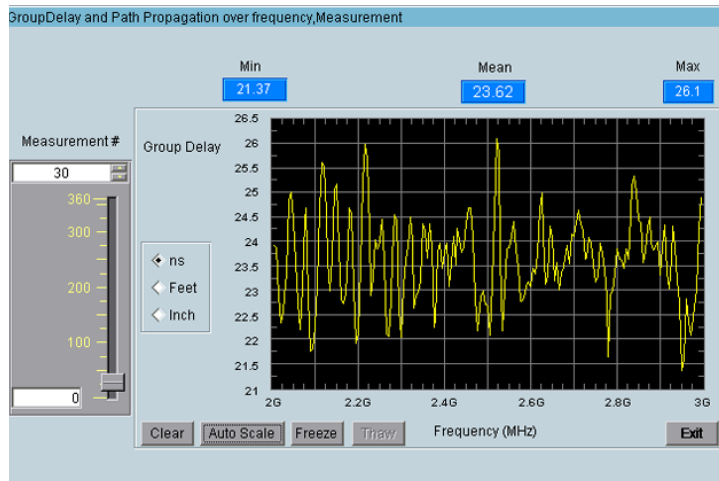 GroupDelay and Path Propagation over frequency,Measurement
Min
Mean
Max
21.37
23.62
26.1
Measurement #
30
360
300
200
100
0
Group Delay
ns
Feet
Inch
26.5
26
25.5
25
24.5
24
23.5
23
22.5
22
21.5
21
2G
2.2G
2.4G
2.6G
2.8G
3G
Clear
Auto Scale
Freeze
Thaw
Frequency (MHz)
Exit